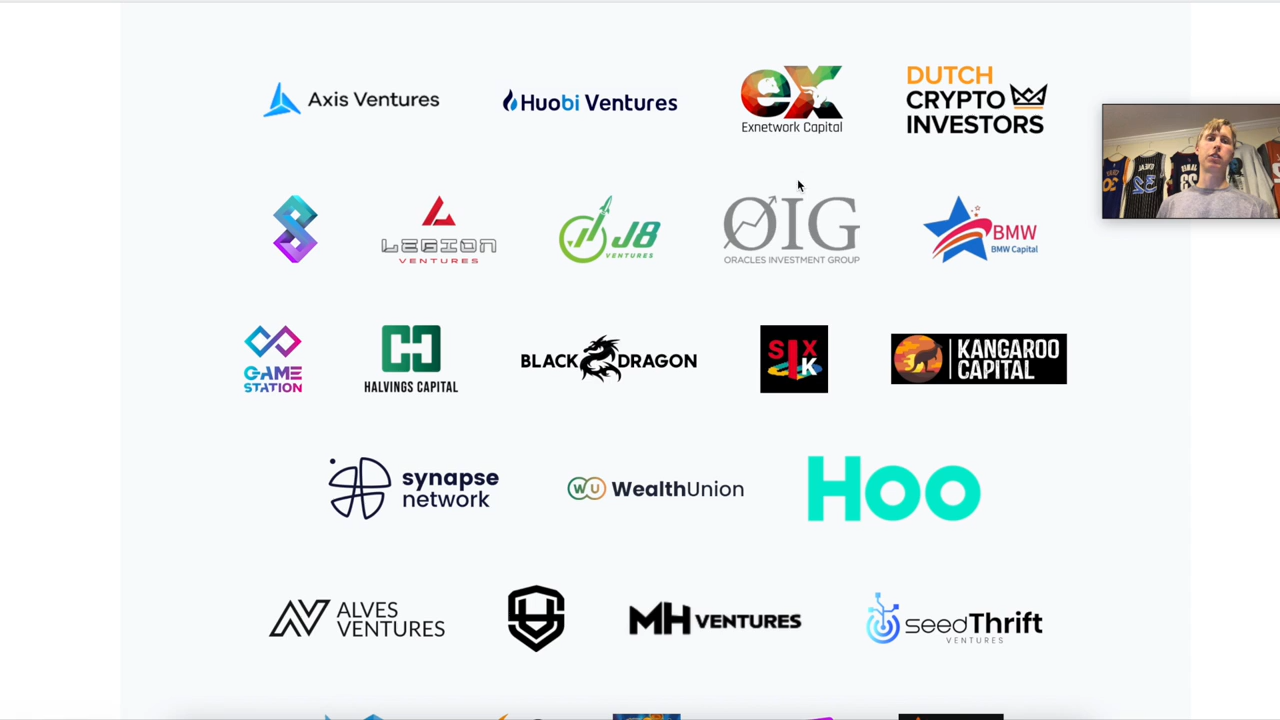 Axis Ventures
Huobi Ventures
ex
Exnetwork Capital
DUTCH
CRYPTO
INVESTORS
LEGION
VENTURES
J8
VENTURES
ØIG
ORACLES INVESTMENT GROUP
BMW
BMW Capital
GAME
STATION
HALVINGS CAPITAL
BLACK DRAGON
SIX
K
KANGAROO
CAPITAL
synapse
network
WU WealthUnion
Hoo
ALVES
VENTURES
MH VENTURES
seedThrift
VENTURES